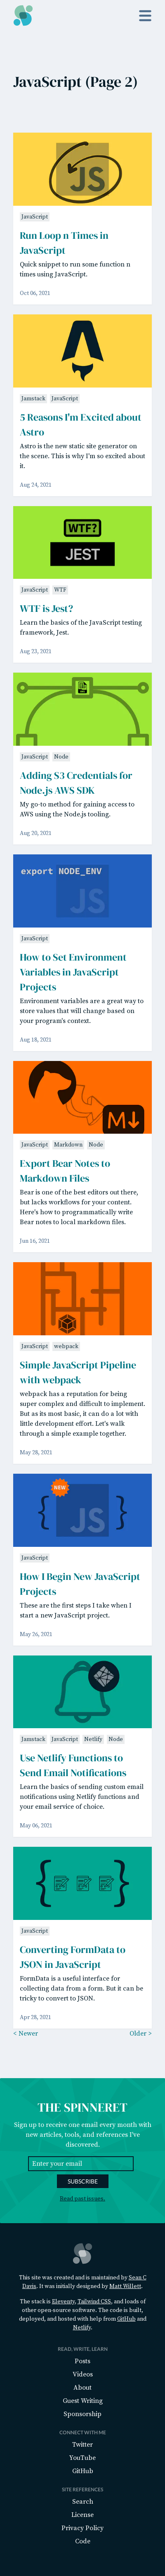 JavaScript (Page 2)
JS
JavaScript
Run Loop n Times in
JavaScript
Quick snippet to run some function n
times using JavaScript.
Oct 06, 2021
Jamstack JavaScript
5 Reasons I'm Excited about
Astro
Astro is the new static site generator on
the scene. This is why I'm so excited about
it.
Aug 24, 2021
WTF?
JEST
JavaScript WTF
WTF is Jest?
Learn the basics of the JavaScript testing
framework, Jest.
Aug 23, 2021
JavaScript Node
Adding S3 Credentials for
Node.js AWS SDK
My go-to method for gaining access to
AWS using the Node.js tooling.
Aug 20, 2021
export NODE_ENV
JS
JavaScript
How to Set Environment
Variables in JavaScript
Projects
Environment variables are a great way to
store values that will change based on
your program's context.
Aug 18, 2021
JavaScript Markdown Node
Export Bear Notes to
Markdown Files
Bear is one of the best editors out there,
but lacks workflows for your content.
Here's how to programmatically write
Bear notes to local markdown files.
Jun 16, 2021
JavaScript webpack
Simple JavaScript Pipeline
with webpack
webpack has a reputation for being
super complex add difficult to implement.
But as its most basic, it can do a lot with
little development effort. Let's walk
through a simple example together.
May 28, 2021
NEW
{ JS }
JavaScript
How I Begin New JavaScript
Projects
These are the first steps I take when I
start a new JavaScript project.
May 26, 2021
Jamstack JavaScript Netlify Node
Use Netlify Functions to
Send Email Notifications
Learn the basics of sending custom email
notifications using Netlify functions and
your email service of choice.
May 06, 2021
{ }
JavaScript
Converting FormData to
JSON in JavaScript
FormData is a useful interface for
collecting data from a form. But it can be
tricky to convert to JSON.
Apr 28, 2021
< Newer Older >
THE SPINNERET
Sign up to receive one email every month with
new articles, tools, and references I've
discovered.
Enter your email
SUBSCRIBE
Read past issues.
This site was created and is maintained by Sean C
Davis. It was initially designed by Matt Willett.
The stack is Eleventy, Tailwind CSS, and loads of
other open-source software. The code is built and
deployed, and hosted with help from GitHub and
Netlify.
READ, WRITE, LEARN
Posts
Videos
About
Guest Writing
Sponsorship
CONNECT WITH ME
Twitter
YouTube
GitHub
SITE REFERENCES
Search
License
Privacy Policy
Code